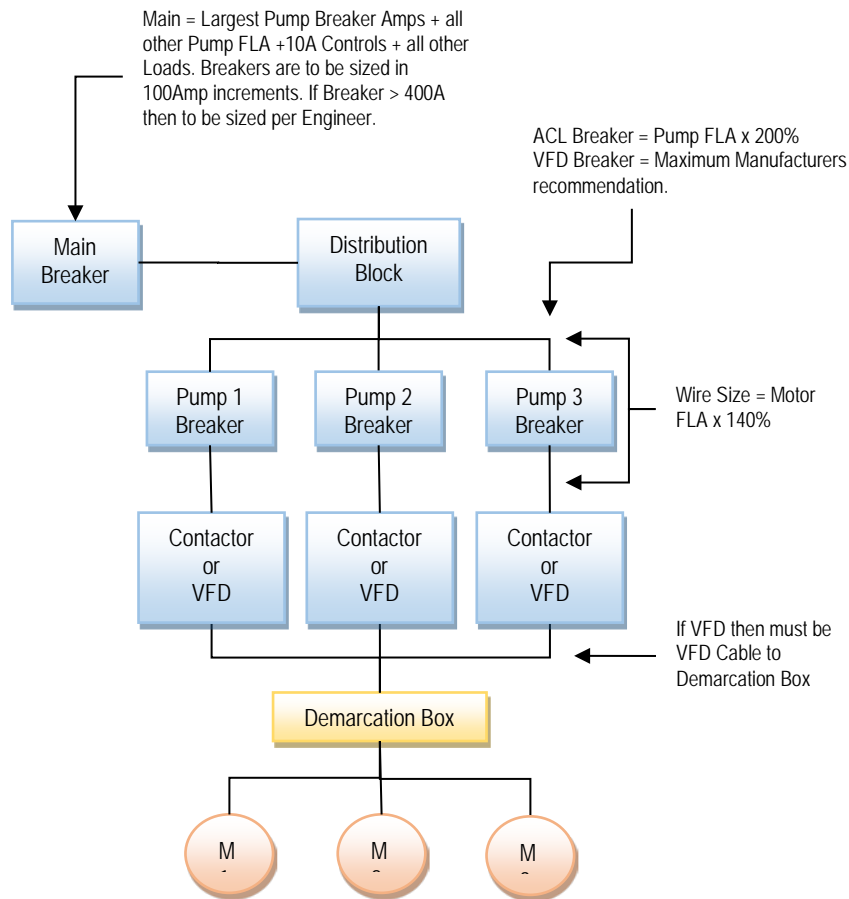 Main = Largest Pump Breaker Amps + all
other Pump FLA +10A Controls + all other
Loads. Breakers are to be sized in
100Amp increments. If Breaker > 400A
then to be sized per Engineer.
ACL Breaker = Pump FLA x 200%
VFD Breaker = Maximum Manufacturers
recommendation.
Main
Breaker
Distribution
Block
Pump 1
Breaker
Pump 2
Breaker
Pump 3
Breaker
Wire Size = Motor
FLA x 140%
Contactor
or
VFD
Contactor
or
VFD
Contactor
or
VFD
If VFD then must be
VFD Cable to
Demarcation Box
Demarcation Box
M
M
M